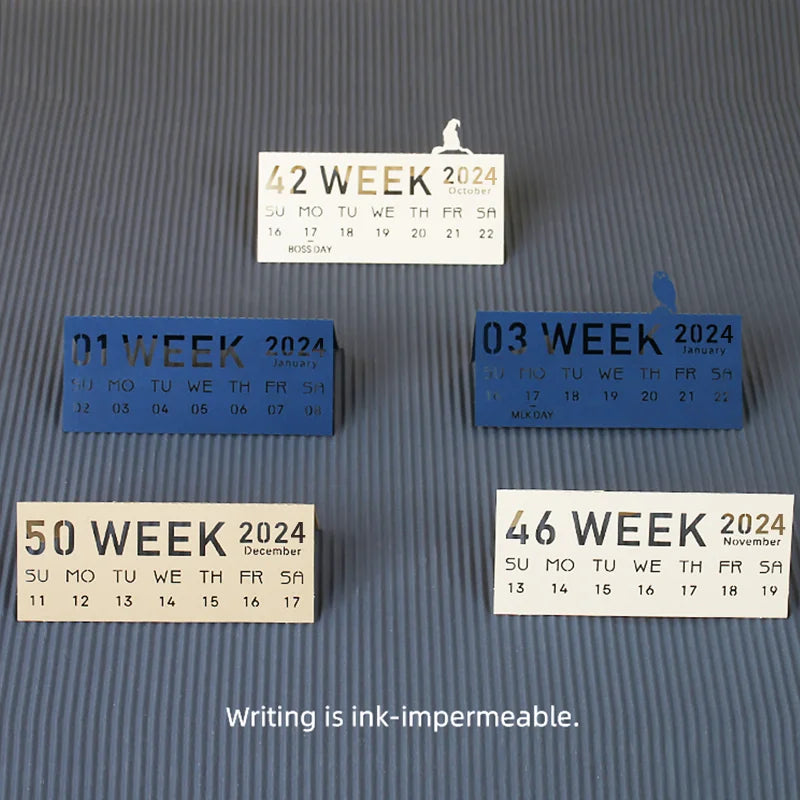 42 WEEK 2024
October
SU MO TU WE TH FR SA
16 17 18 19 20 21 22
BOSS DAY
01 WEEK 2024
January
SU MO TU WE TH FR SA
02 03 04 05 06 07 08
03 WEEK 2024
January
SU MO TU WE TH FR SA
16 17 18 19 20 21 22
MLK DAY
50 WEEK 2024
December
SU MO TU WE TH FR SA
11 12 13 14 15 16 17
46 WEEK 2024
November
SU MO TU WE TH FR SA
13 14 15 16 17 18 19
Writing is ink-impermeable.